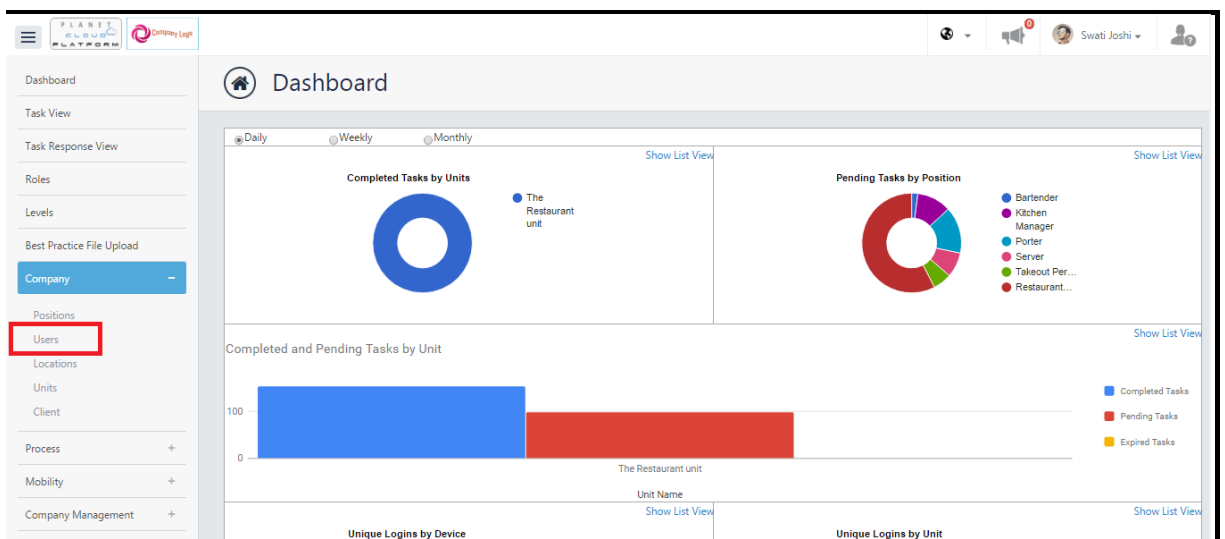 PLANET
CLOUD
PLATFORM
Company Logo
0
Swati Joshi
Dashboard
Task View
Task Response View
Roles
Levels
Best Practice File Upload
Company
Positions
Users
Locations
Units
Client
Process
Mobility
Company Management
Dashboard
Daily Weekly Monthly
Show List View
Completed Tasks by Units
The
Restaurant
unit
Show List View
Pending Tasks by Position
Bartender
Kitchen
Manager
Porter
Server
Takeout Per...
Restaurant...
Show List View
Completed and Pending Tasks by Unit
100
0
The Restaurant unit
Unit Name
Completed Tasks
Pending Tasks
Expired Tasks
Show List View
Unique Logins by Device
Show List View
Unique Logins by Unit